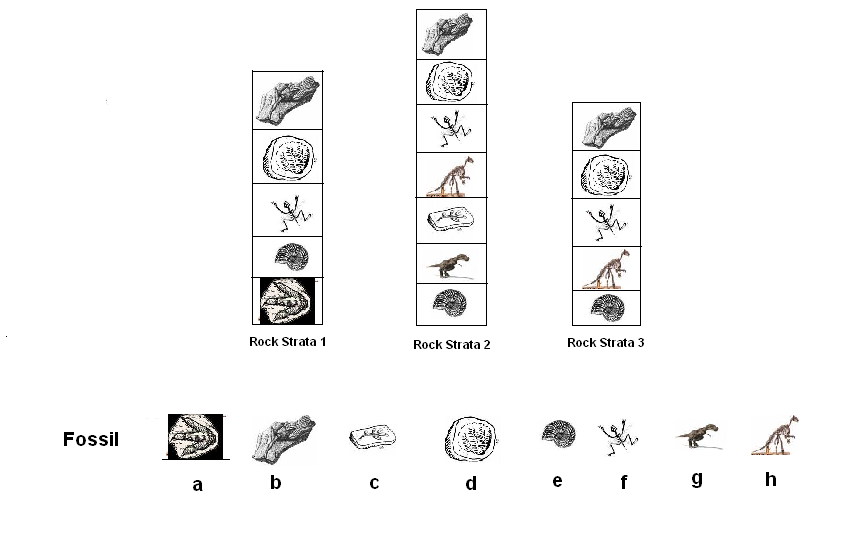 Rock Strata 1
Rock Strata 2
Rock Strata 3
Fossil
a b c d e f g h